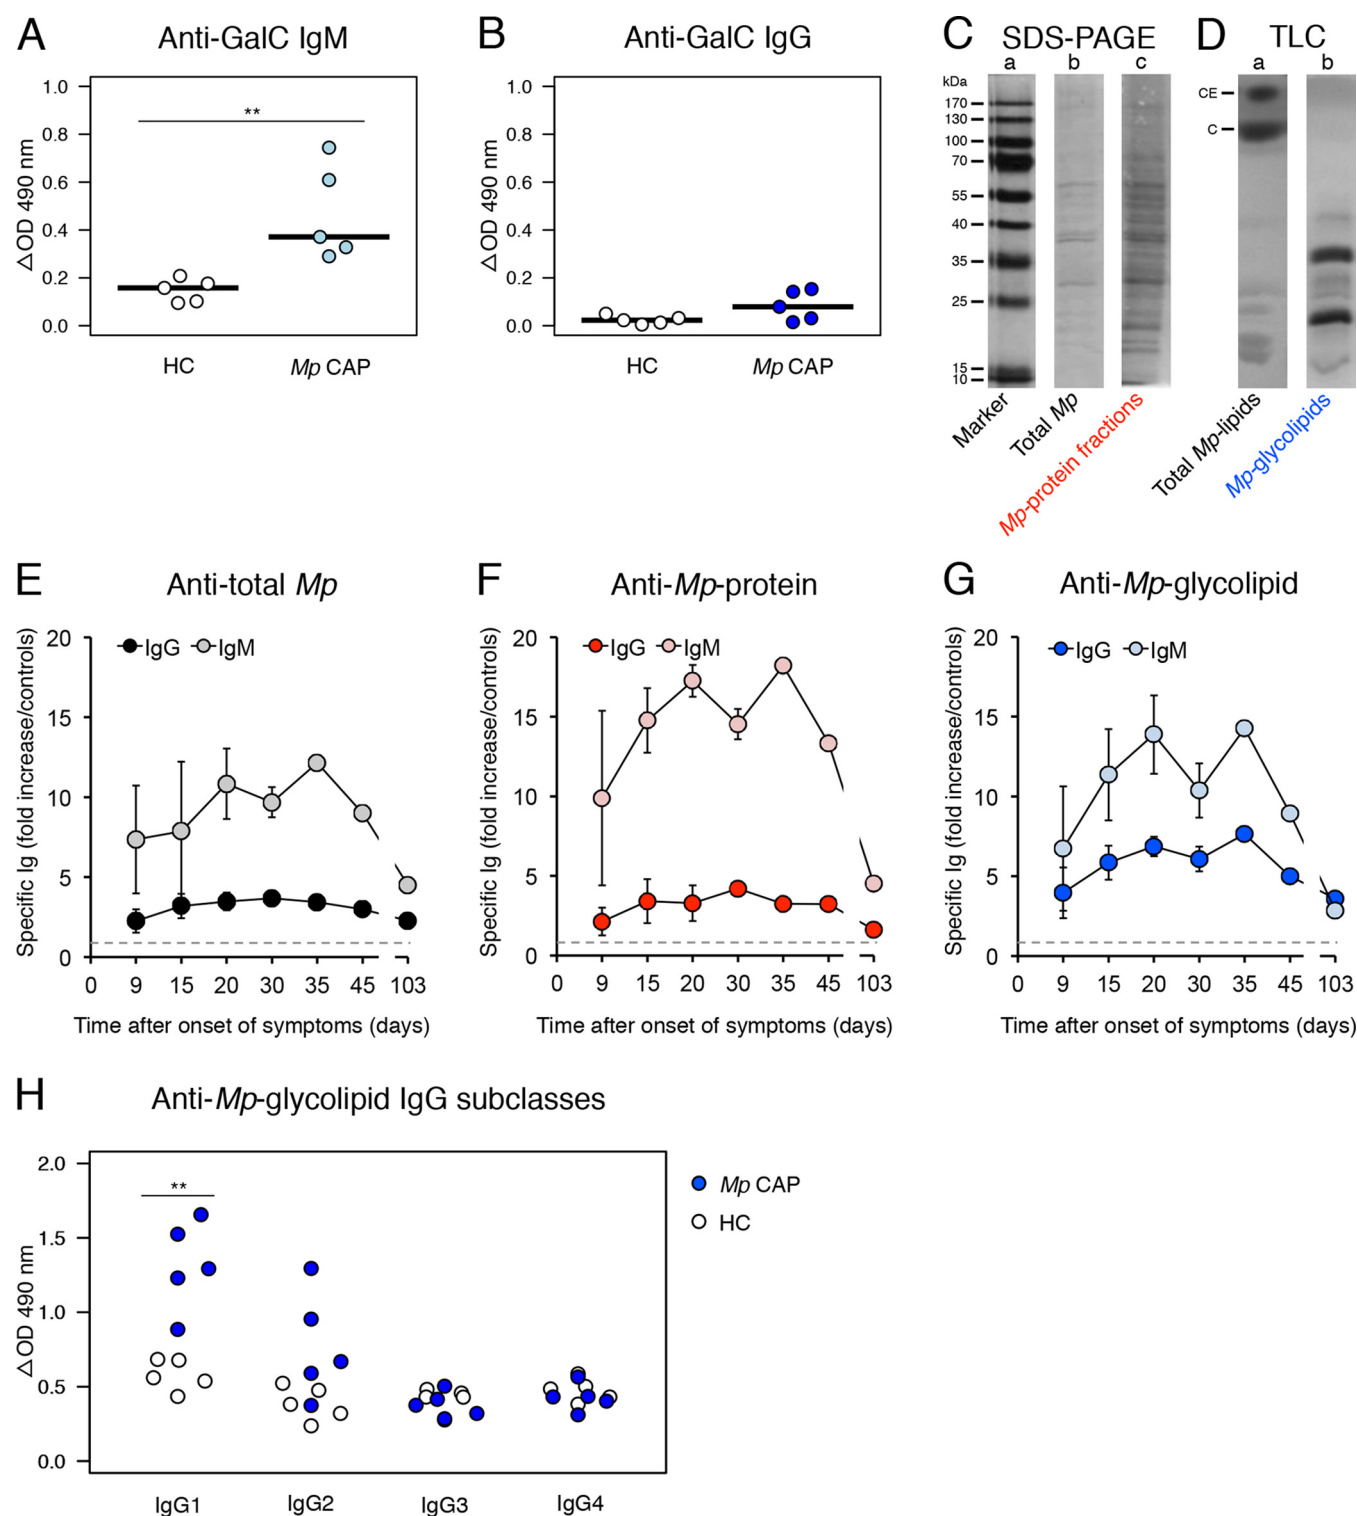 A
Anti-GalC IgM
△OD 490 nm
1.0
0.8
0.6
0.4
0.2
0.0
**
HC
Mp CAP
B
Anti-GalC IgG
△OD 490 nm
1.0
0.8
0.6
0.4
0.2
0.0
HC
Mp CAP
C
SDS-PAGE
a
b
c
kDa
170
130
100
70
55
40
35
25
15
10
Marker
Total Mp
Mp-protein fractions
D
TLC
a
b
CE
C
Total Mp-lipids
Mp-glycolipids
E
Anti-total Mp
Specific Ig (fold increase/controls)
20
15
10
5
0
IgG
IgM
0 9 15 20 30 35 45 103
Time after onset of symptoms (days)
F
Anti-Mp-protein
Specific Ig (fold increase/controls)
20
15
10
5
0
IgG
IgM
0 9 15 20 30 35 45 103
Time after onset of symptoms (days)
G
Anti-Mp-glycolipid
Specific Ig (fold increase/controls)
20
15
10
5
0
IgG
IgM
0 9 15 20 30 35 45 103
Time after onset of symptoms (days)
H
Anti-Mp-glycolipid IgG subclasses
△OD 490 nm
2.0
1.5
1.0
0.5
0.0
**
Mp CAP
HC
IgG1
IgG2
IgG3
IgG4